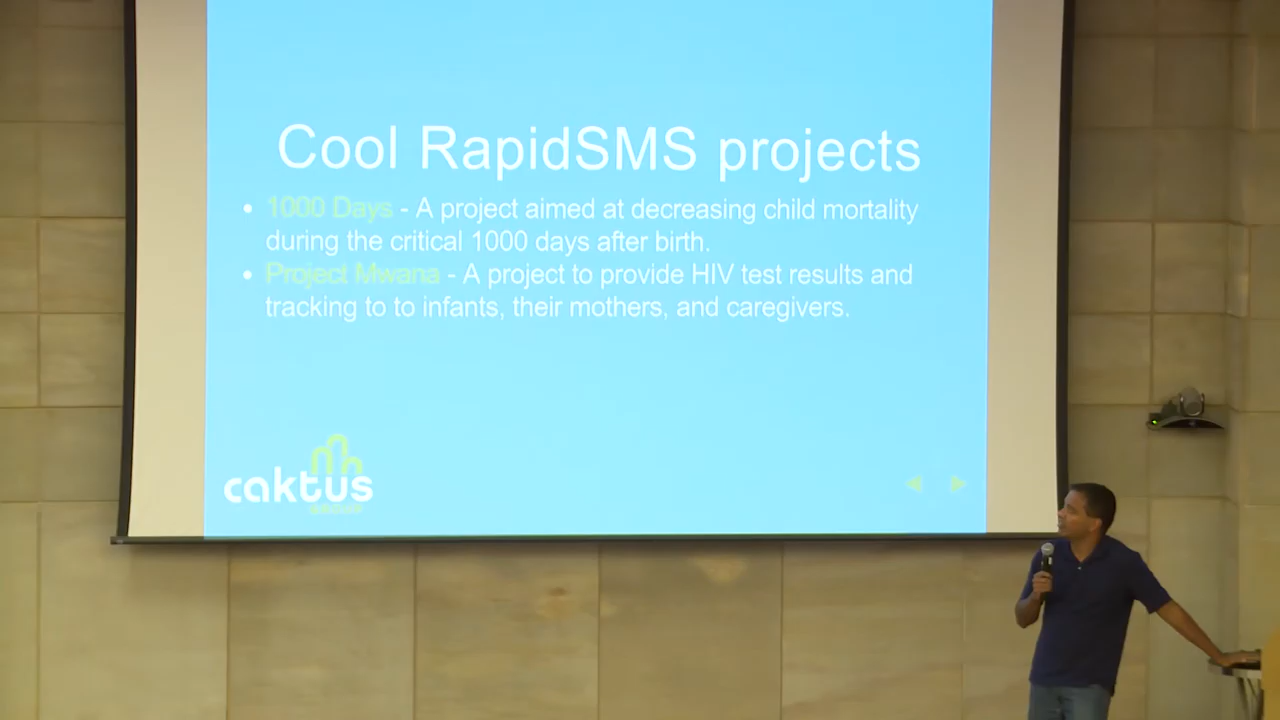 Cool RapidSMS projects
• 1000 Days - A project aimed at decreasing child mortality
during the critical 1000 days after birth.
• Project Mwana - A project to provide HIV test results and
tracking to to infants, their mothers, and caregivers.
caktus